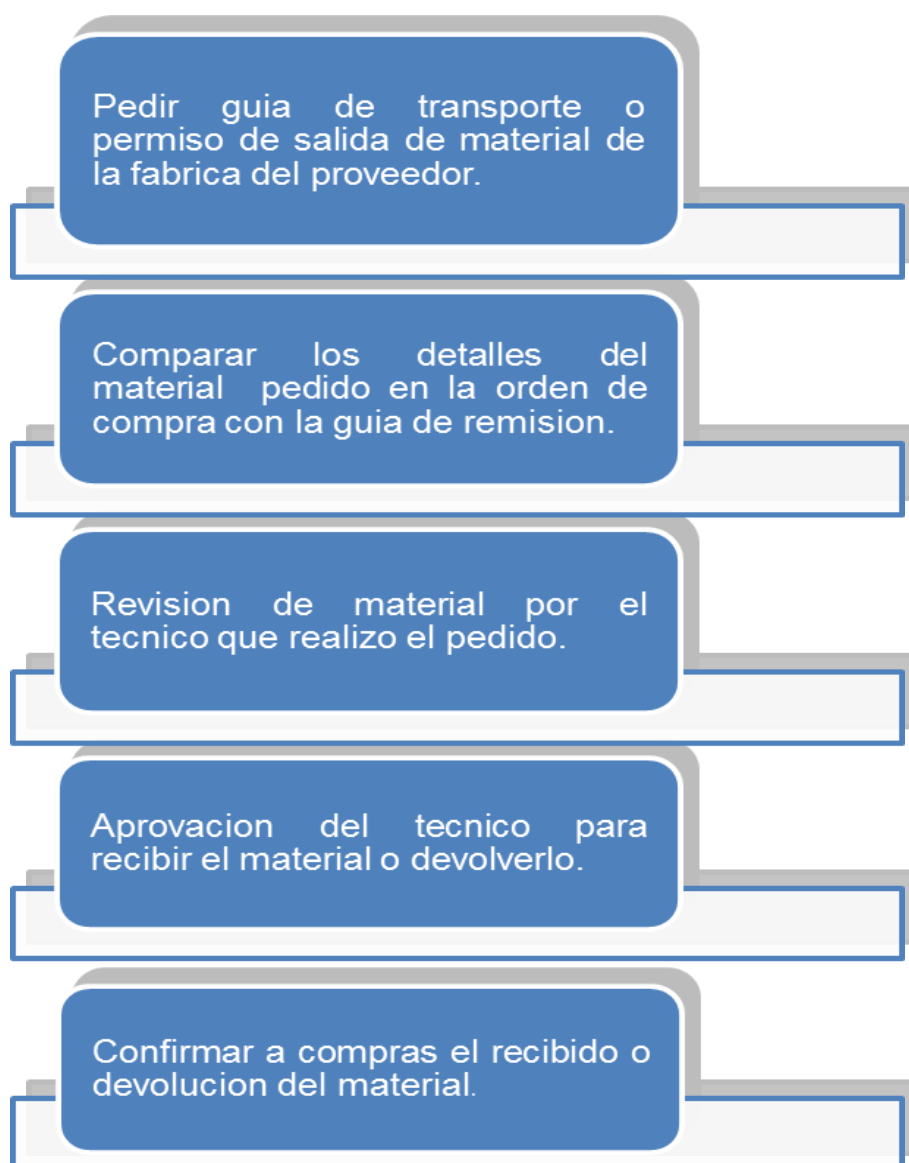 Pedir guia de transporte o
permiso de salida de material de
la fabrica del proveedor.
Comparar los detalles del
material pedido en la orden de
compra con la guia de remision.
Revision de material por el
tecnico que realizo el pedido.
Aprovacion del tecnico para
recibir el material o devolverlo.
Confirmar a compras el recibido o
devolucion del material.